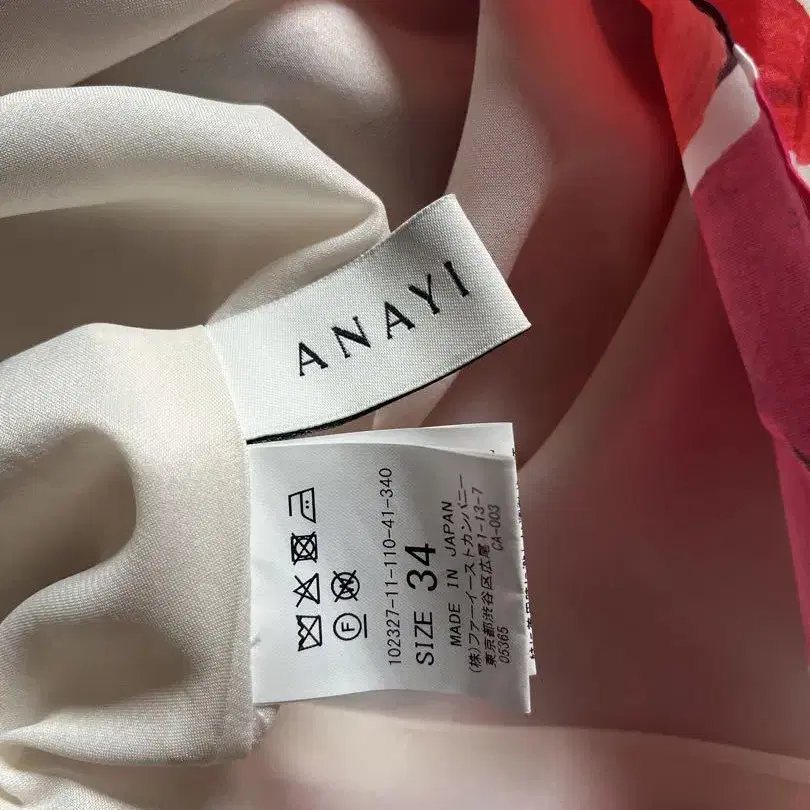 ANAYI
F W
102327-11-110-41-340
SIZE 34
MADE IN JAPAN
(株)ファーイーストカンパニー
東京都渋谷区広尾1-13-7
05365 CA-003